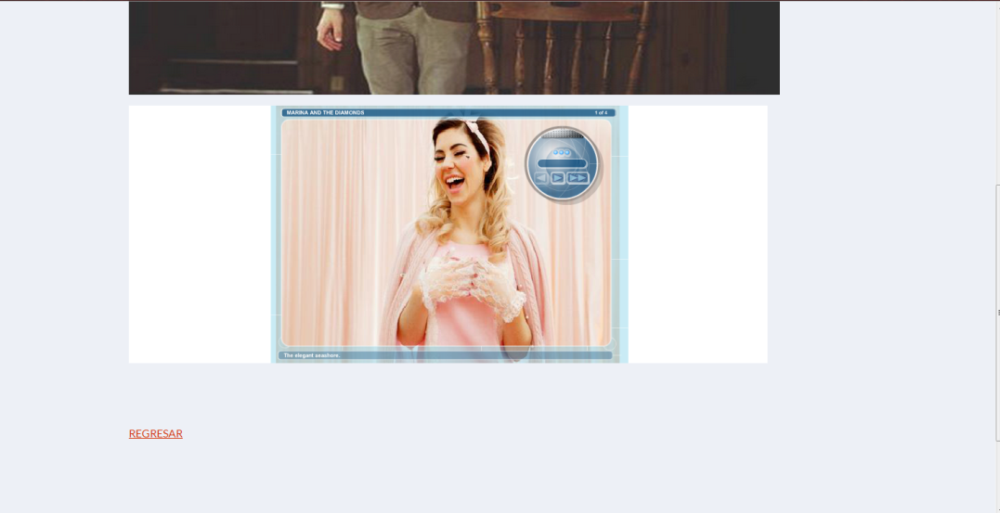 MARINA AND THE DIAMONDS
1 of 4
The elegant seashore.
REGRESAR